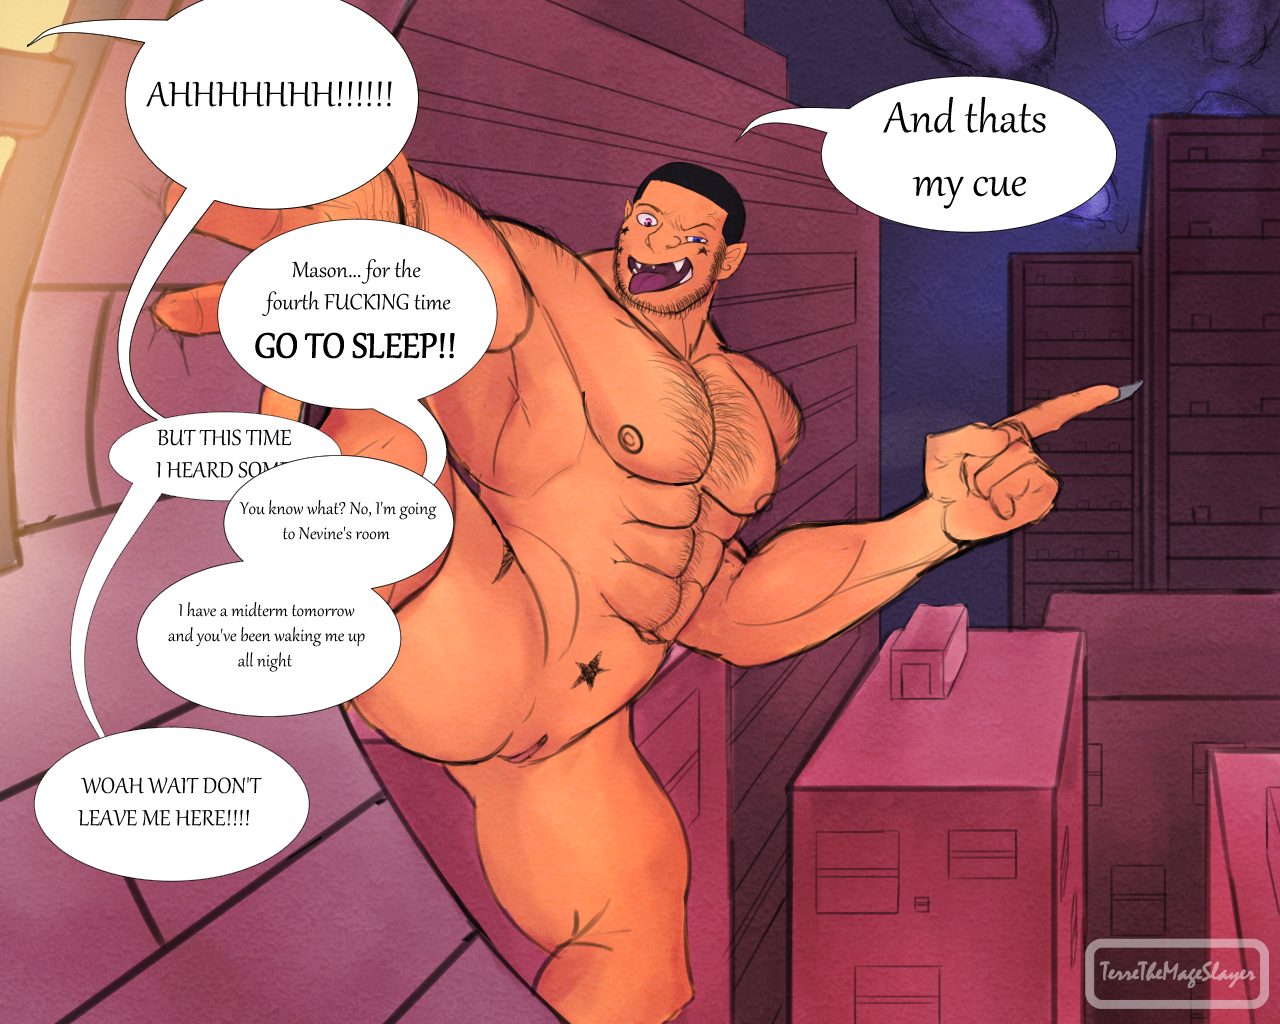 AHHHHHHH!!!!!!
And thats
my cue
Mason... for the
fourth FUCKING time
GO TO SLEEP!!
BUT THIS TIME
I HEARD SOM
You know what? No, I'm going
to Nevine's room
I have a midterm tomorrow
and you've been waking me up
all night
WOAH WAIT DON'T
LEAVE ME HERE!!!!
TerreTheMageSlayer